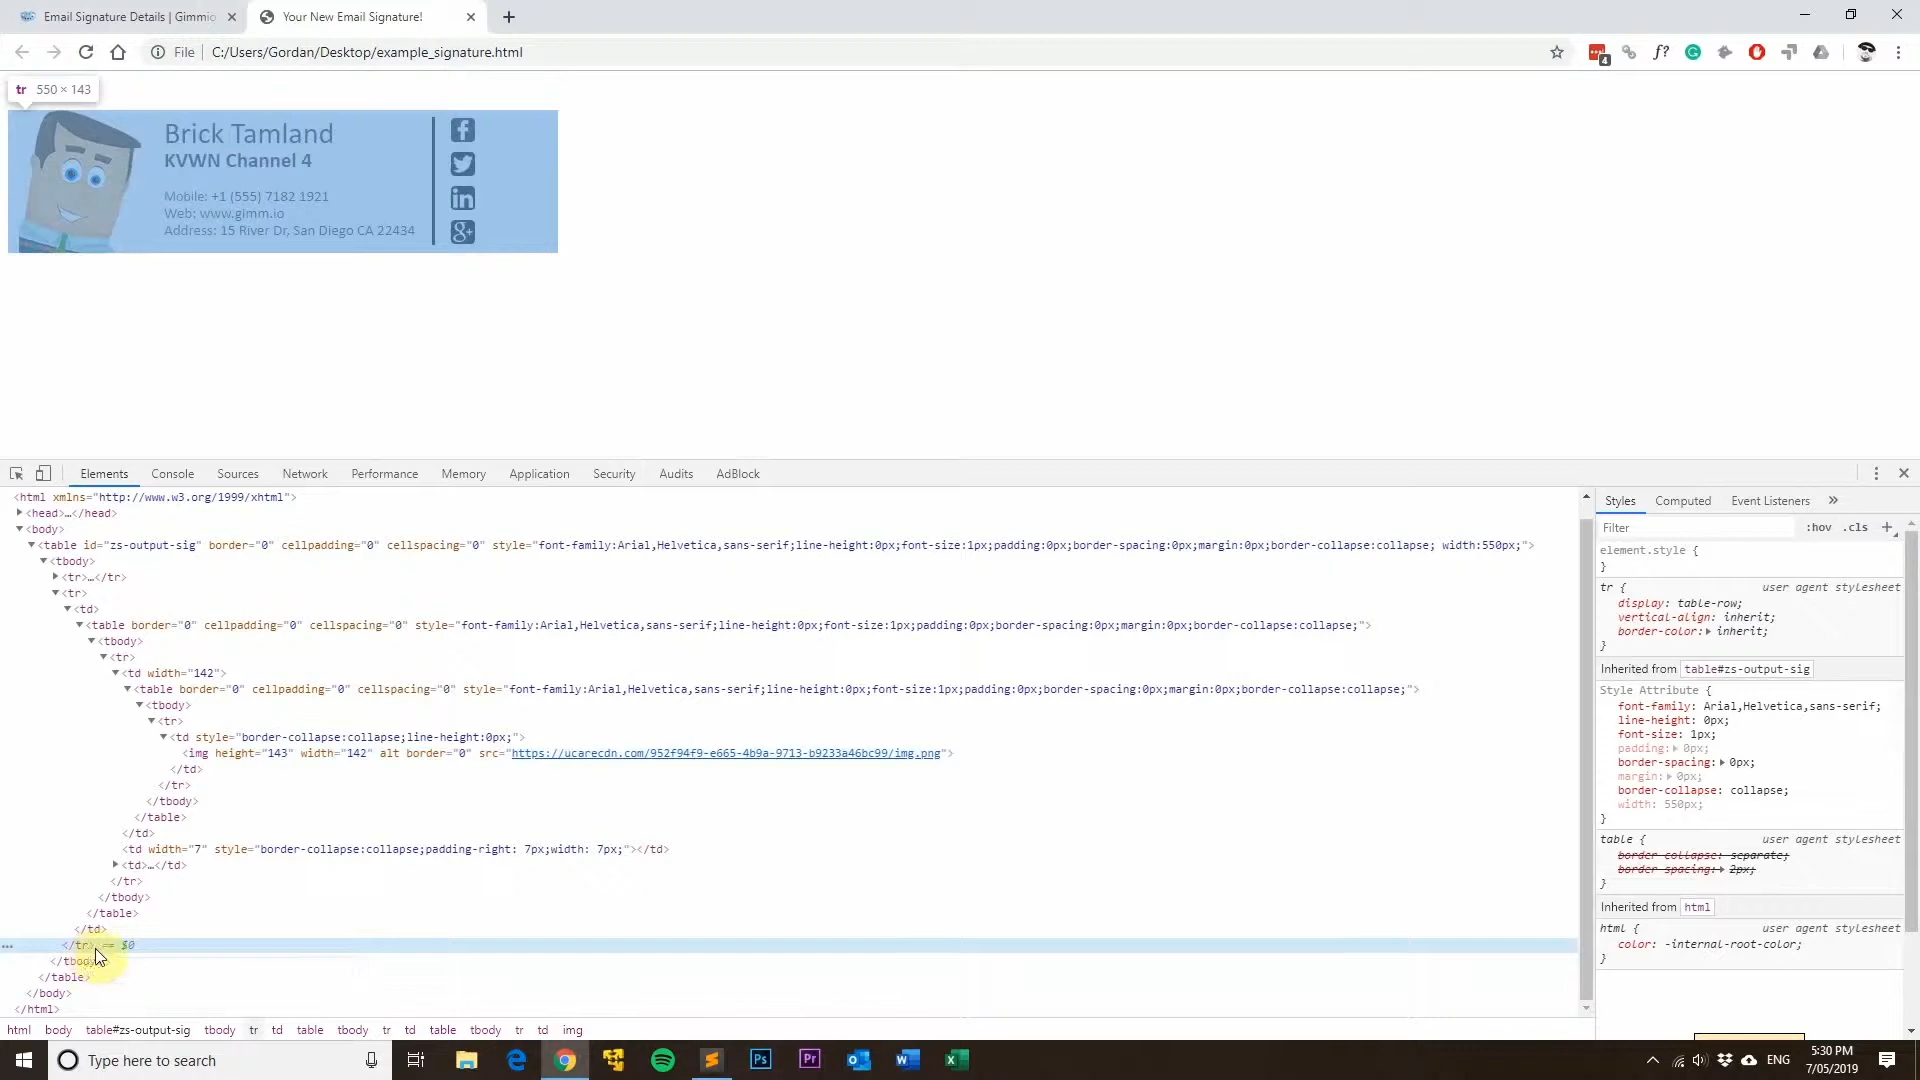 Email Signature Details | Gimmio
Your New Email Signature!
File
C:/Users/Gordan/Desktop/example_signature.html
f?
4
tr 550 × 143
Brick Tamland
KVWN Channel 4
Mobile: +1 (555) 7182 1921
Web: www.gimm.io
Address: 15 River Dr, San Diego CA 22434
Elements Console Sources Network Performance Memory Application Security Audits AdBlock
<html xmlns="http://www.w3.org/1999/xhtml">
<head>…</head>
<body>
<table id="zs-output-sig" border="0" cellpadding="0" cellspacing="0" style="font-family:Arial,Helvetica,sans-serif;line-height:0px;font-size:1px;padding:0px;border-spacing:0px;margin:0px;border-collapse:collapse; width:550px;">
<tbody>
<tr>…</tr>
<tr>
<td>
<table border="0" cellpadding="0" cellspacing="0" style="font-family:Arial,Helvetica,sans-serif;line-height:0px;font-size:1px;padding:0px;border-spacing:0px;margin:0px;border-collapse:collapse;">
<tbody>
<tr>
<td width="142">
<table border="0" cellpadding="0" cellspacing="0" style="font-family:Arial,Helvetica,sans-serif;line-height:0px;font-size:1px;padding:0px;border-spacing:0px;margin:0px;border-collapse:collapse;">
<tbody>
<tr>
<td style="border-collapse:collapse;line-height:0px;">
<img height="143" width="142" alt border="0" src="https://ucarecdn.com/952f94f9-e665-4b9a-9713-b9233a46bc99/img.png">
</td>
</tr>
</tbody>
</table>
</td>
<td width="7" style="border-collapse:collapse;padding-right: 7px;width: 7px;"></td>
<td>…</td>
</tr>
</tbody>
</table>
</td>
… </tr> == $0
</tbody>
</table>
</body>
</html>
html body table#zs-output-sig tbody tr td table tbody tr td table tbody tr td img
Styles Computed Event Listeners »
Filter :hov .cls +
element.style {
}
tr { user agent stylesheet
display: table-row;
vertical-align: inherit;
border-color: inherit;
}
Inherited from table#zs-output-sig
Style Attribute {
font-family: Arial,Helvetica,sans-serif;
line-height: 0px;
font-size: 1px;
padding: 0px;
border-spacing: 0px;
margin: 0px;
border-collapse: collapse;
width: 550px;
}
table { user agent stylesheet
border-collapse: separate;
border-spacing: 2px;
}
Inherited from html
html { user agent stylesheet
color: -internal-root-color;
}
Type here to search
Ps
Pr
ENG
5:30 PM
7/05/2019